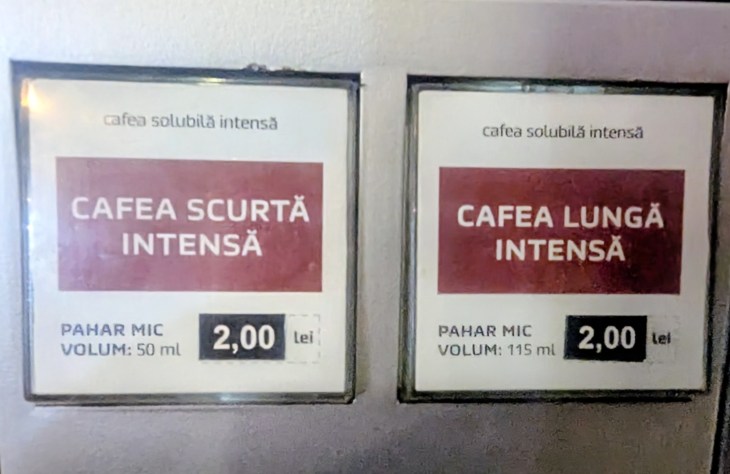 cafea solubilă intensă
CAFEA SCURTĂ
INTENSĂ
PAHAR MIC
VOLUM: 50 ml
2,00 lei
cafea solubilă intensă
CAFEA LUNGĂ
INTENSĂ
PAHAR MIC
VOLUM: 115 ml
2,00 lei